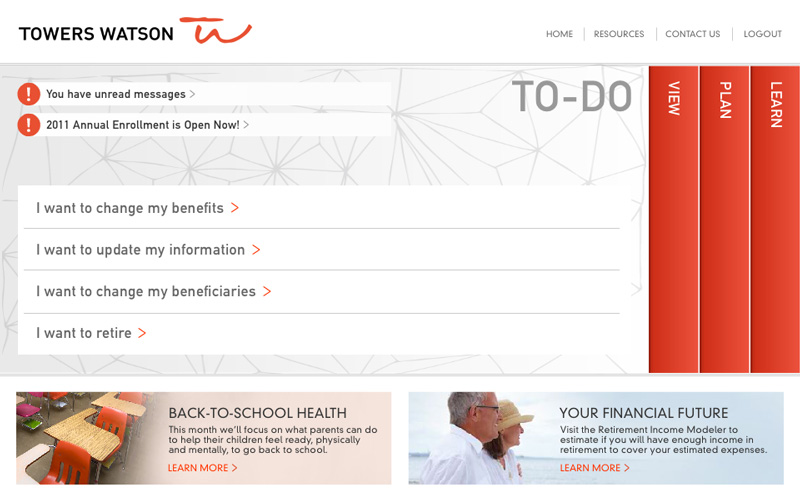 TOWERS WATSON
HOME
RESOURCES
CONTACT US
LOGOUT
! You have unread messages >
! 2011 Annual Enrollment is Open Now! >
TO-DO
I want to change my benefits >
I want to update my information >
I want to change my beneficiaries >
I want to retire >
VIEW
PLAN
LEARN
BACK-TO-SCHOOL HEALTH
This month we'll focus on what parents can do
to help their children feel ready, physically
and mentally, to go back to school.
LEARN MORE >
YOUR FINANCIAL FUTURE
Visit the Retirement Income Modeler to
estimate if you will have enough income in
retirement to cover your estimated expenses.
LEARN MORE >